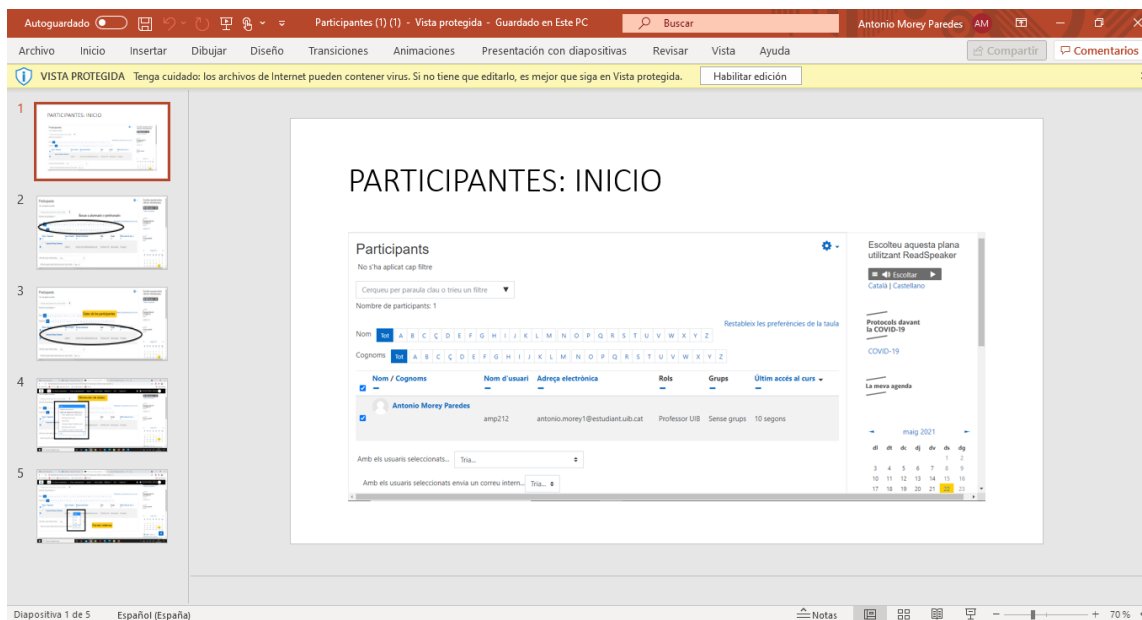 Autoguardado
Participantes (1) (1) - Vista protegida - Guardado en Este PC
Buscar
Antonio Morey Paredes
AM
Archivo Inicio Insertar Dibujar Diseño Transiciones Animaciones Presentación con diapositivas Revisar Vista Ayuda
Compartir
Comentarios
VISTA PROTEGIDA Tenga cuidado: los archivos de Internet pueden contener virus. Si no tiene que editarlo, es mejor que siga en Vista protegida.
Habilitar edición
1
PARTICIPANTES: INICIO
2
3
4
5
PARTICIPANTES: INICIO
Participants
No s'ha aplicat cap filtre
Cerqueu per paraula clau o trieu un filtre
Nombre de participants: 1
Restableix les preferències de la taula
Nom Tot A B C Ç D E F G H I J K L M N O P Q R S T U V W X Y Z
Cognoms Tot A B C Ç D E F G H I J K L M N O P Q R S T U V W X Y Z
Nom / Cognoms Nom d'usuari Adreça electrònica Rols Grups Últim accés al curs
Antonio Morey Paredes amp212 antonio.morey1@estudiant.uib.cat Professor UIB Sense grups 10 segons
Amb els usuaris seleccionats... Tria...
Amb els usuaris seleccionats envia un correu intern... Tria...
Escolteu aquesta plana
utilitzant ReadSpeaker
Escoltar
Català | Castellano
Protocols davant
la COVID-19
COVID-19
La meva agenda
maig 2021
dl dt dc dj dv ds dg
1 2
3 4 5 6 7 8 9
10 11 12 13 14 15 16
17 18 19 20 21 22 23
Diapositiva 1 de 5 Español (España)
Notas
70 %